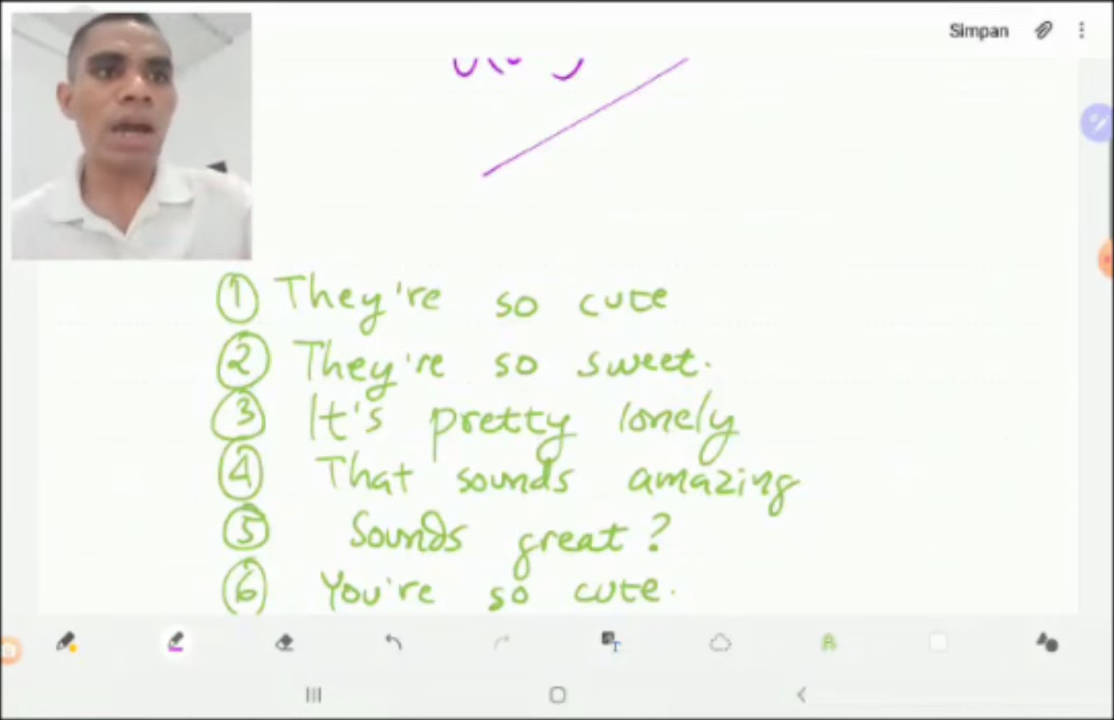 Simpan
① They're so cute
② They're so sweet.
③ It's pretty lonely
④ That sounds amazing
⑤ Sounds great?
⑥ You're so cute.